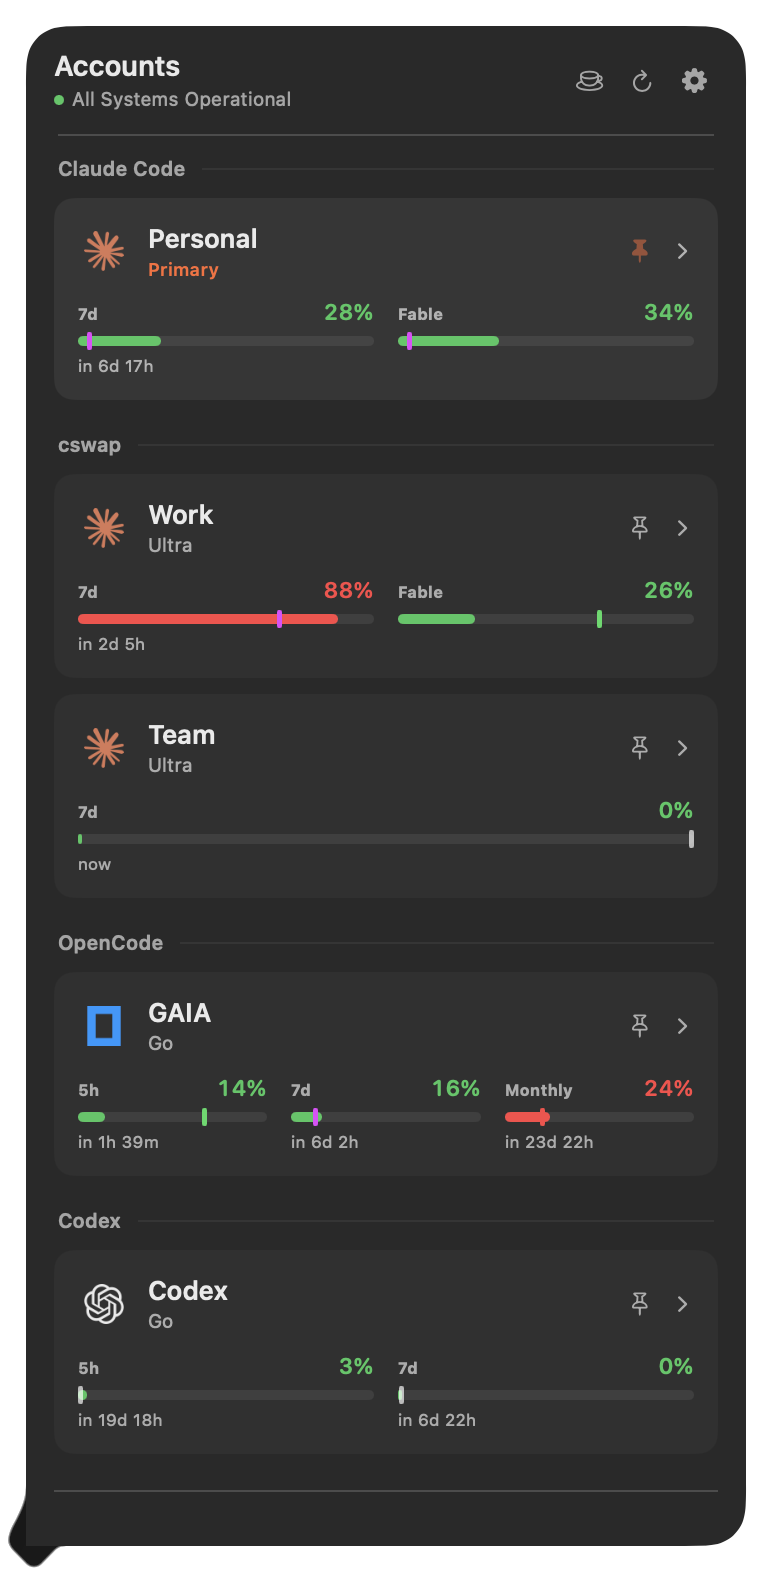 Accounts
All Systems Operational
Claude Code
Personal
Primary
7d 28% Fable 34%
in 6d 17h
cswap
Work
Ultra
7d 88% Fable 26%
in 2d 5h
Team
Ultra
7d 0%
now
OpenCode
GAIA
Go
5h 14% 7d 16% Monthly 24%
in 1h 39m in 6d 2h in 23d 22h
Codex
Codex
Go
5h 3% 7d 0%
in 19d 18h in 6d 22h